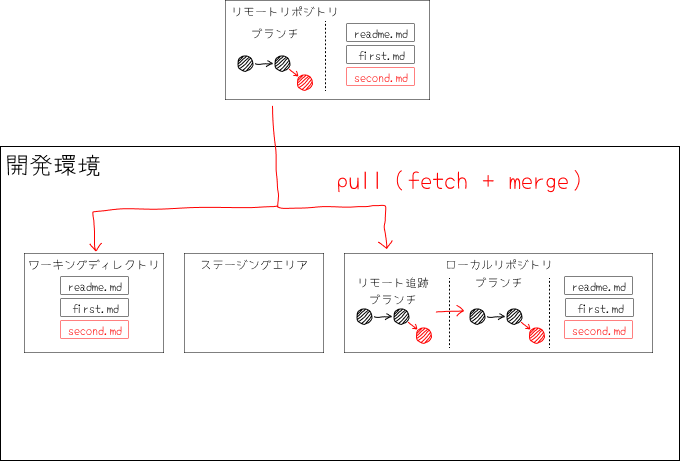 リモートリポジトリ
ブランチ
readme.md
first.md
second.md
開発環境
pull (fetch + merge)
ワーキングディレクトリ
readme.md
first.md
second.md
ステージングエリア
ローカルリポジトリ
リモート追跡
ブランチ
ブランチ
readme.md
first.md
second.md